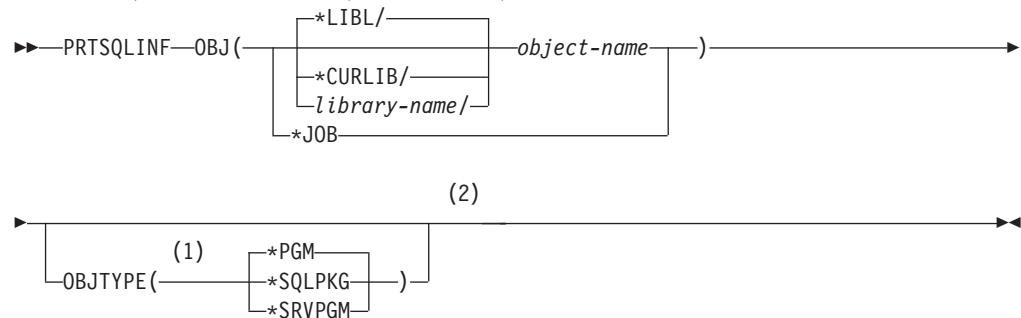 *LIBL/
PRTSQLINF OBJ( object-name )
*CURLIB/
library-name/
*JOB
(2)
(1) *PGM
OBJTYPE( *SQLPKG )
*SRVPGM